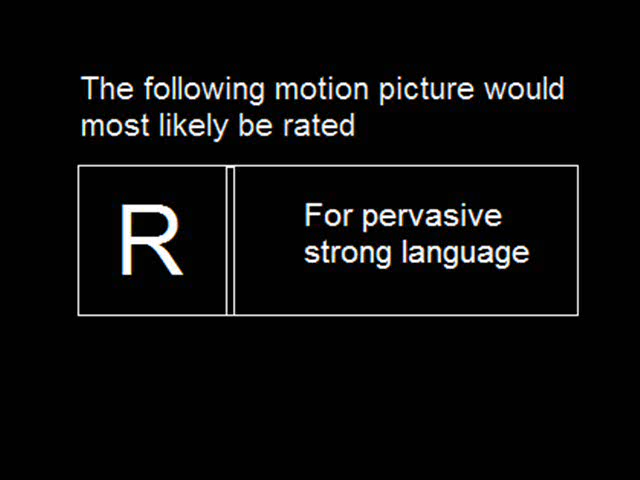 The following motion picture would
most likely be rated
R
For pervasive
strong language